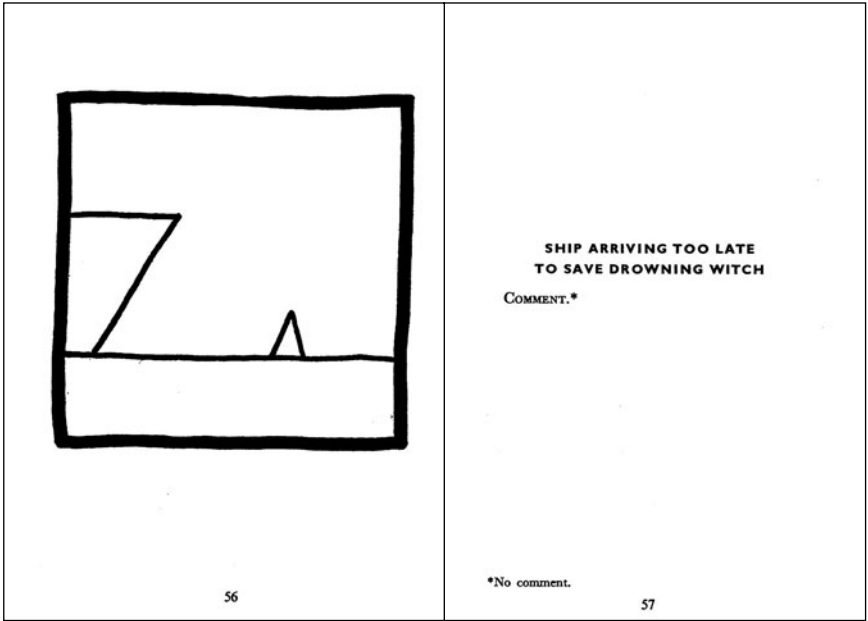 56
SHIP ARRIVING TOO LATE
TO SAVE DROWNING WITCH
COMMENT.*
*No comment.
57